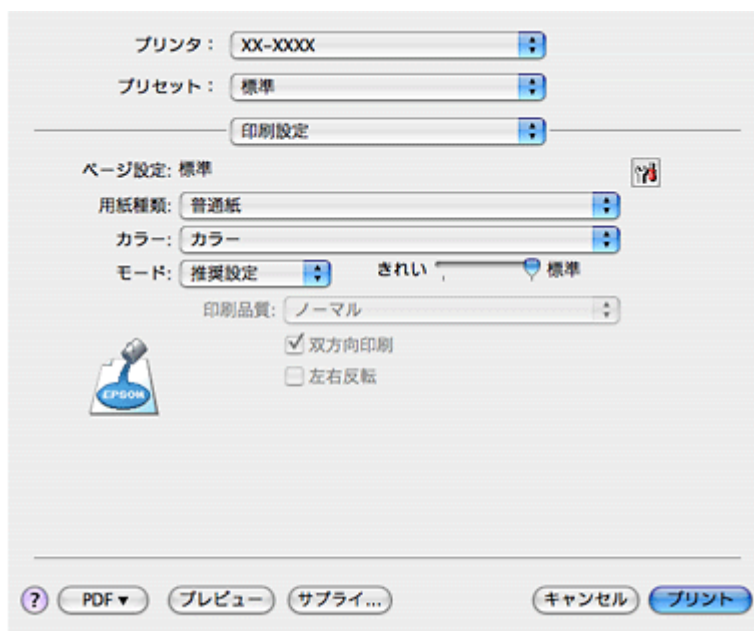 プリンタ： XX-XXXX
プリセット： 標準
印刷設定
ページ設定: 標準
用紙種類: 普通紙
カラー: カラー
モード: 推奨設定 きれい 標準
印刷品質: ノーマル
双方向印刷
左右反転
EPSON
? PDF▼ プレビュー サプライ... キャンセル プリント